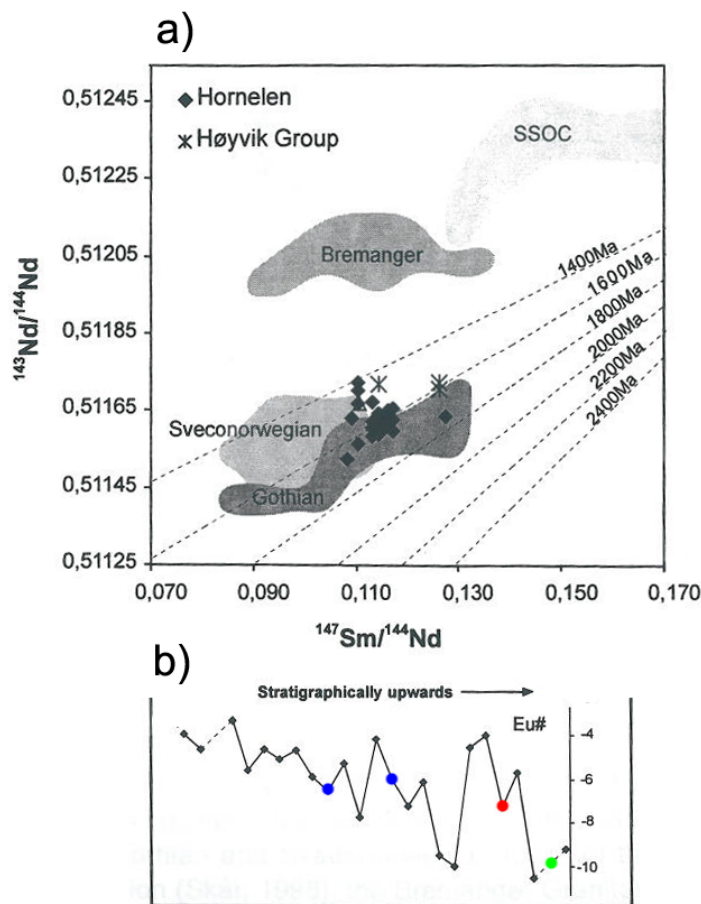 a)
0,51245
0,51225
0,51205
0,51185
0,51165
0,51145
0,51125
143Nd/144Nd
Hornelen
Høyvik Group
SSOC
Bremanger
1400Ma
1600Ma
1800Ma
2000Ma
2200Ma
2400Ma
Sveconorwegian
Gothian
0,070
0,090
0,110
0,130
0,150
0,170
147Sm/144Nd
b)
Stratigraphically upwards
Eu#
-4
-6
-8
-10